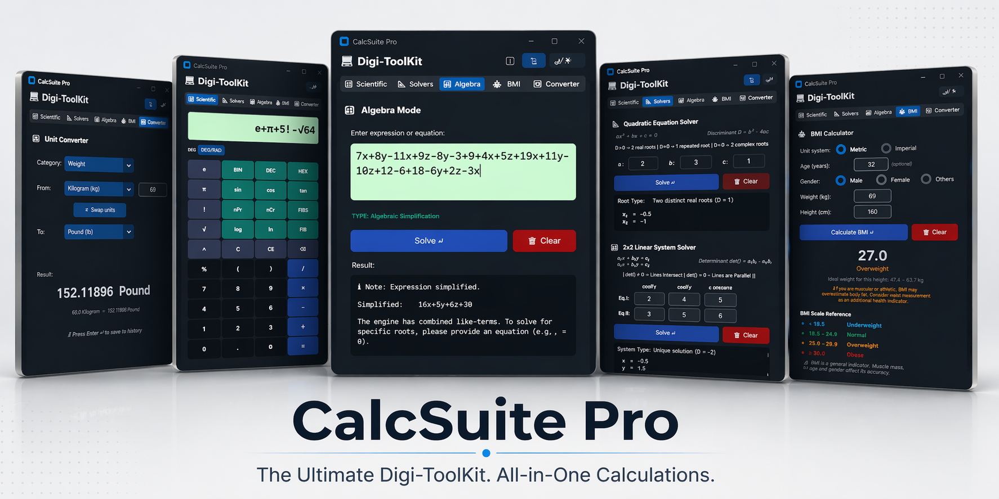 CalcSuite Pro
Digi-ToolKit
Scientific Solvers Algebra BMI Converter
Unit Converter
Category: Weight
From: Kilogram (kg) 69
Swap units
To: Pound (lb)
Result:
152.11896 Pound
69.0 Kilogram = 152.11896 Pound
Press Enter ↵ to save to history
CalcSuite Pro
Digi-ToolKit
Scientific Solvers Algebra BMI Converter
e+π+5!-√64
DEG DEG/RAD
e BIN DEC HEX
π sin cos tan
! nPr nCr FIBS
√ log ln FIB
^ C CE ⌫
% ( ) /
7 8 9 ×
4 5 6 −
1 2 3 +
0 . 0 =
CalcSuite Pro
Digi-ToolKit
Scientific Solvers Algebra BMI Converter
Algebra Mode
Enter expression or equation:
7x+8y-11x+9z-8y-3+9+4x+5z+19x+11y-
10z+12-6+18-6y+2z-3x
TYPE: Algebraic Simplification
Solve ↵ Clear
Result:
ℹ Note: Expression simplified.
Simplified: 16x+5y+6z+30
The engine has combined like-terms. To solve for
specific roots, please provide an equation (e.g,, =
0).
CalcSuite Pro
Digi-ToolKit
Scientific Solvers Algebra BMI Converter
Quadratic Equation Solver
ax² + bx + c = 0 Discriminant D = b² - 4ac
D>0 → 2 real roots | D=0 → 1 repeated root | D<0 → 2 complex roots
a: 2 b: 3 c: 1
Solve ↵ Clear
Root Type: Two distinct real roots (D = 1)
x₁ = -0.5
x₂ = -1
2x2 Linear System Solver
Determinant det() =
| det() ≠ 0 → Lines Intersect | det() = 0 → Lines are Parallel ||
Eq.I: 2 4 5
Eq II: 3 5 6
Solve ↵ Clear
System Type: Unique solution (D = -2)
x = -0.5
y = 1.5
CalcSuite Pro
Digi-ToolKit
Scientific Solvers Algebra BMI Converter
BMI Calculator
Unit system: Metric Imperial
Age (years): 32 (optional)
Gender: Male Female Others
Weight (kg): 69
Height (cm): 160
Calculate BMI ↵ Clear
27.0
Overweight
Ideal weight for this height: 47.4 – 63.7 kg
If you are muscular or athletic, BMI may
overestimate body fat. Consider waist measurement
as an additional health indicator.
BMI Scale Reference
< 18.5 Underweight
18.5 – 24.9 Normal
25.0 – 29.9 Overweight
≥ 30.0 Obese
BMI is a general indicator. Muscle mass,
age and gender affect its accuracy.
CalcSuite Pro
The Ultimate Digi-ToolKit. All-in-One Calculations.